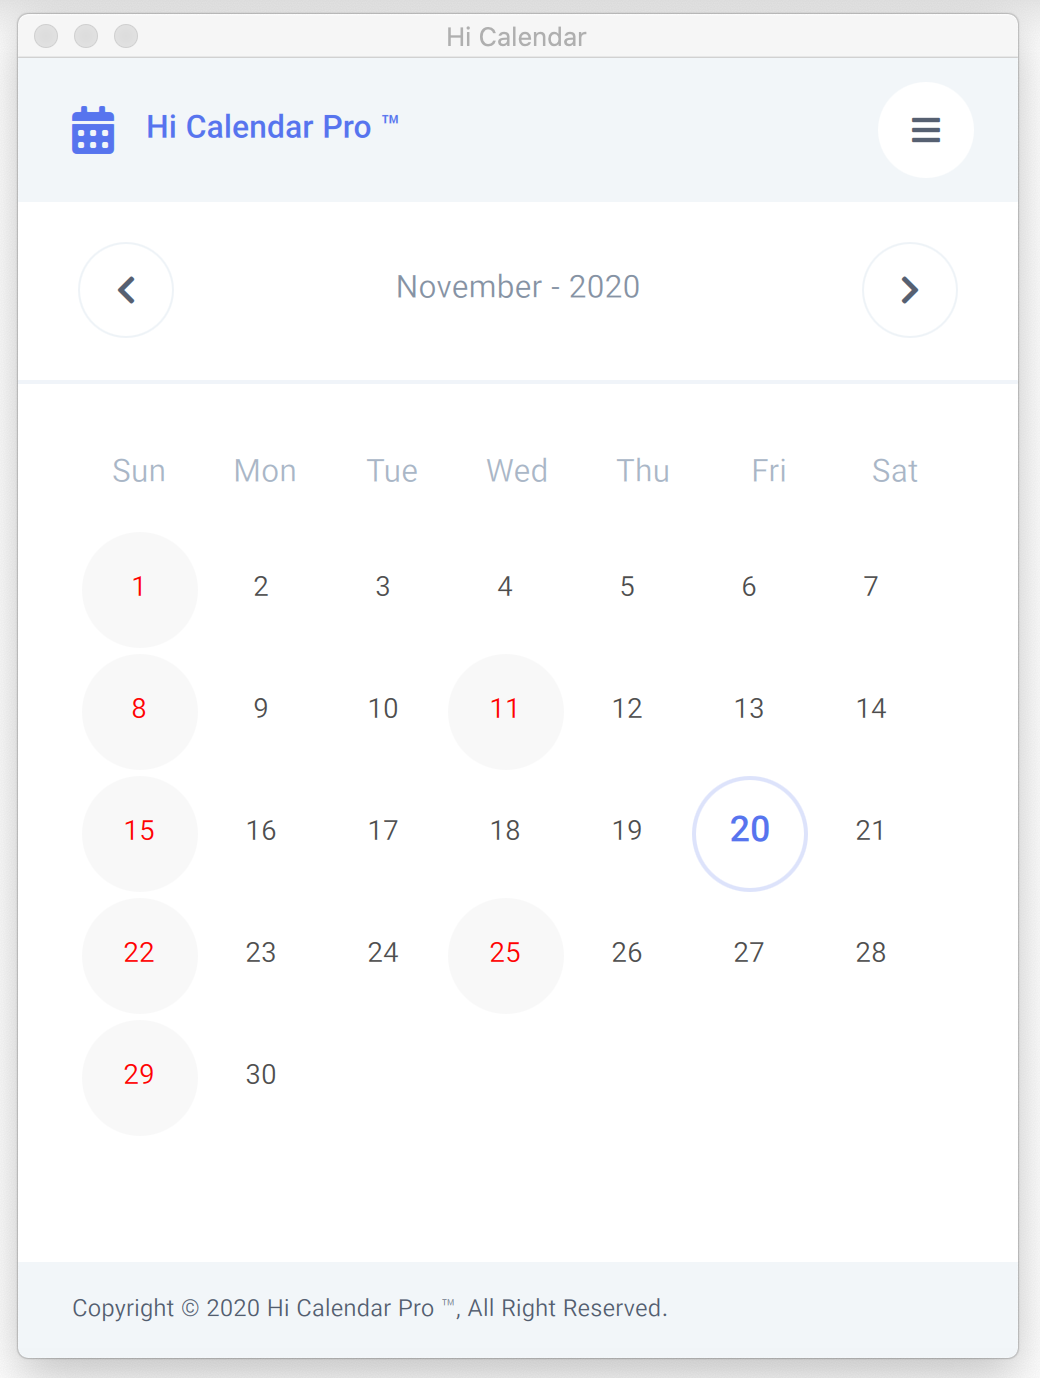 Hi Calendar
Hi Calendar Pro ™
November - 2020
Sun Mon Tue Wed Thu Fri Sat
1 2 3 4 5 6 7
8 9 10 11 12 13 14
15 16 17 18 19 20 21
22 23 24 25 26 27 28
29 30
Copyright © 2020 Hi Calendar Pro ™, All Right Reserved.